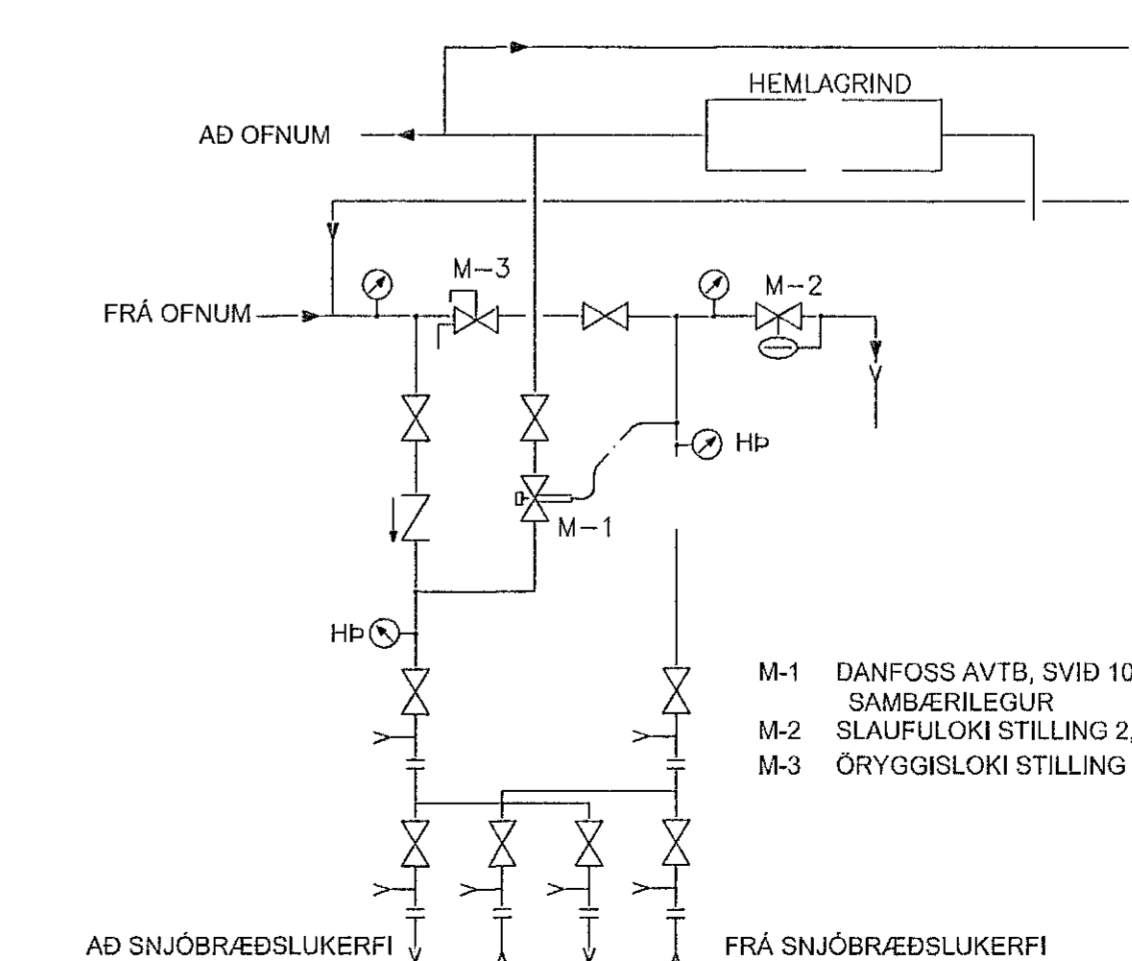 HEMLAGRIND
AÐ OFNUM
M-3
M-2
FRÁ OFNUM
HÞ
M-1
HÞ
M-1 DANFOSS AVTB, SVIÐ 10
SAMBÆRILEGUR
M-2 SLAUFULOKI STILLING 2,
M-3 ÖRYGGISLOKI STILLING
AÐ SNJÓBRÆÐSLUKERFI
FRÁ SNJÓBRÆÐSLUKERFI